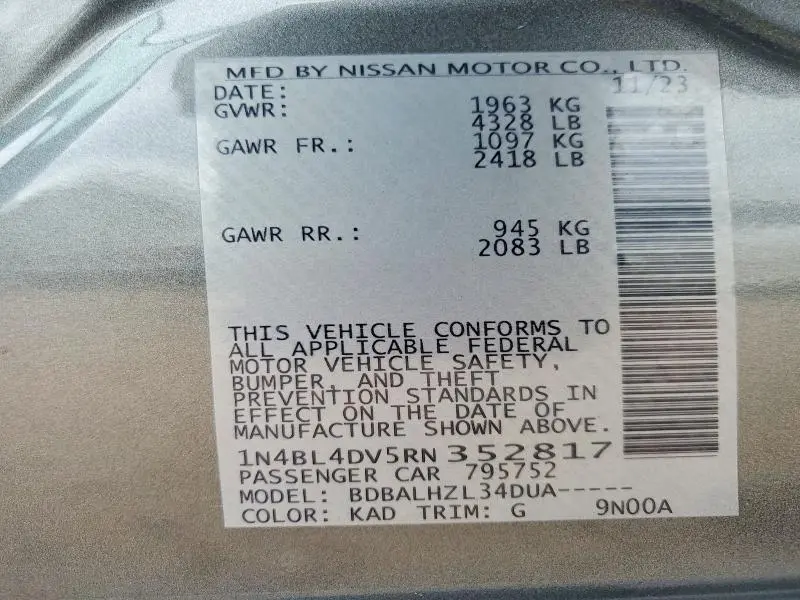 MFD BY NISSAN MOTOR CO., LTD.
DATE: 11/23
GVWR: 1963 KG
4328 LB
GAWR FR.: 1097 KG
2418 LB
GAWR RR.: 945 KG
2083 LB
THIS VEHICLE CONFORMS TO
ALL APPLICABLE FEDERAL
MOTOR VEHICLE SAFETY,
BUMPER, AND THEFT
PREVENTION STANDARDS IN
EFFECT ON THE DATE OF
MANUFACTURE SHOWN ABOVE.
1N4BL4DV5RN352817
PASSENGER CAR 795752
MODEL: BDBALHZL34DUA-----
COLOR: KAD TRIM: G 9N00A